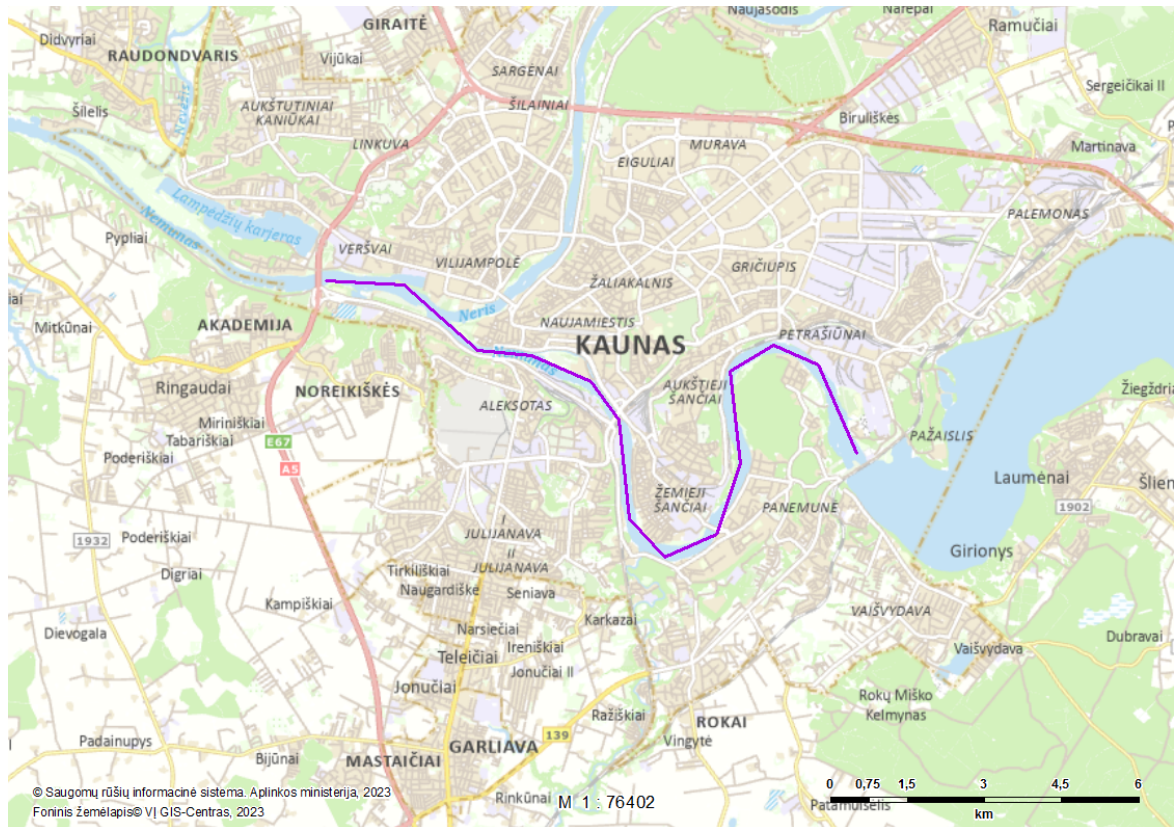 Naujasodis
Narėpai
GIRAITĖ
Ramučiai
Didvyriai
RAUDONDVARIS
Vijūkai
SARGĖNAI
Sergeičikai II
Šilelis
Nevėžis
AUKŠTUTINIAI
KANIŪKAI
ŠILAINIAI
Biruliškės
LINKUVA
MURAVA
Martinava
EIGULIAI
Lampėdžių karjeras
PALEMONAS
Nemunas
Pypliai
VERŠVAI
VILIJAMPOLĖ
GRIČIUPIS
ŽALIAKALNIS
Neris
Mitkūnai
AKADEMIJA
NAUJAMIESTIS
PETRAŠIŪNAI
KAUNAS
Nemunas
Ringaudai
NOREIKIŠKĖS
AUKŠTIEJI
ŠANČIAI
Žiegždriai
Miriniškiai
ALEKSOTAS
Tabariškiai
E67
PAŽAISLIS
Poderiškiai
A5
Laumėnai
ŽEMIEJI
ŠANČIAI
PANEMUNĖ
1902
I
JULIJANAVA
1932
Poderiškiai
II
JULIJANAVA
Girionys
Digriai
Tirkiliškiai
Naugardiškė
Seniava
Kampiškiai
Karkazai
VAIŠVYDAVA
Dievogala
Narsiečiai
Dubravai
Ireniškiai
Vaišvydava
Teleičiai
Jonučiai II
Jonučiai
Rokų Miško
Kelmynas
Ražiškiai
ROKAI
139
Padainupys
Vingytė
GARLIAVA
Bijūnai
MASTAIČIAI
0 0,75 1,5 3 4,5 6
km
© Saugomų rūšių informacinė sistema. Aplinkos ministerija, 2023
Rinkūnai
M 1 : 76402
Patamulšėlis
Foninis žemėlapis© VĮ GIS-Centras, 2023